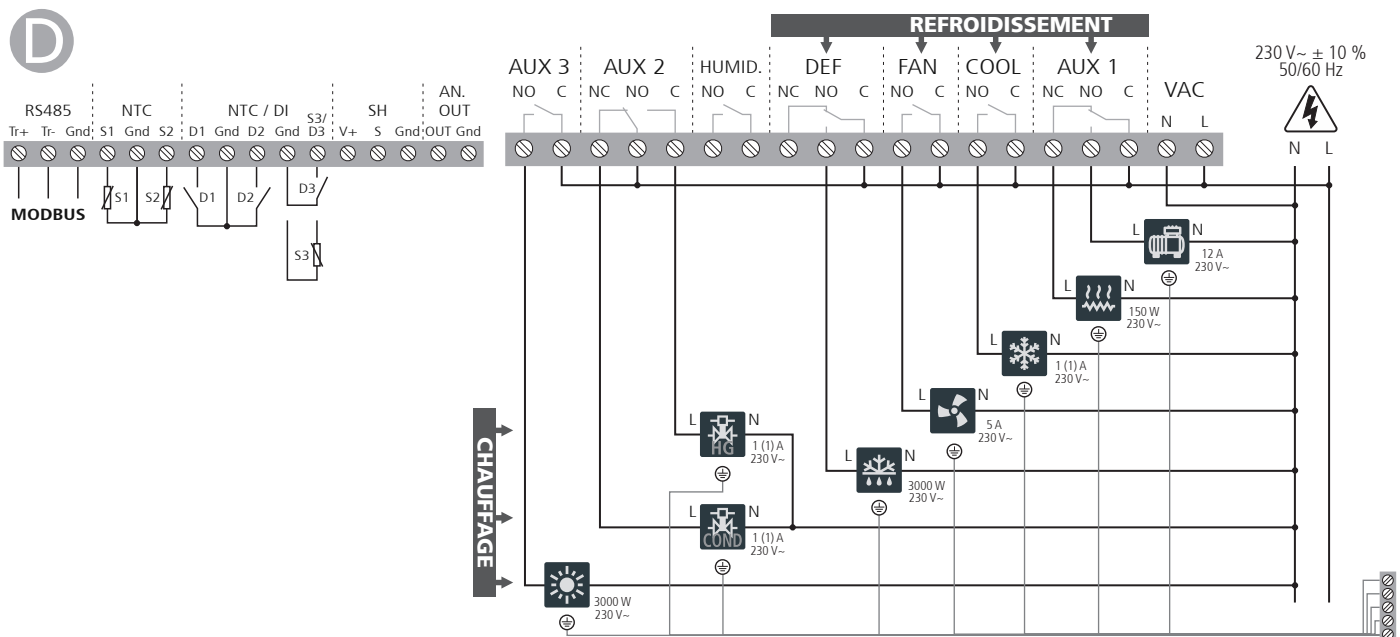 D
REFROIDISSEMENT
230 V~ ± 10 %
50/60 Hz
AUX 3 AUX 2 HUMID. DEF FAN COOL AUX 1 VAC
NO C NC NO C NO C NC NO C NO C NO C NC NO C N L
N L
RS485 NTC NTC / DI SH AN. OUT
Tr+ Tr- Gnd S1 Gnd S2 D1 Gnd D2 Gnd S3/D3 V+ S Gnd OUT Gnd
MODBUS
S1 S2 D1 D2 D3
S3
L N
12 A
230 V~
L N
150 W
230 V~
L N
1 (1) A
230 V~
L N
5 A
230 V~
L N
3000 W
230 V~
CHAUFFAGE
L N
HG
1 (1) A
230 V~
L N
COND
1 (1) A
230 V~
3000 W
230 V~